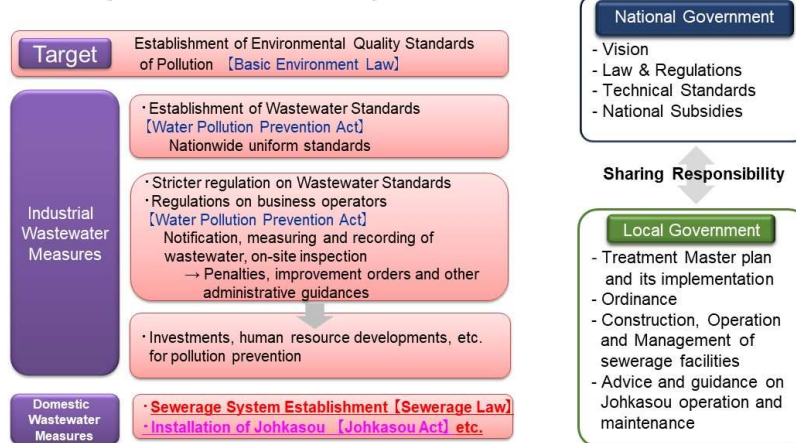 Target
Establishment of Environmental Quality Standards
of Pollution 【Basic Environment Law】
Industrial
Wastewater
Measures
・Establishment of Wastewater Standards
【Water Pollution Prevention Act】
Nationwide uniform standards
・Stricter regulation on Wastewater Standards
・Regulations on business operators
【Water Pollution Prevention Act】
Notification, measuring and recording of
wastewater, on-site inspection
→ Penalties, improvement orders and other
administrative guidances
・Investments, human resource developments, etc.
for pollution prevention
Domestic
Wastewater
Measures
・Sewerage System Establishment【Sewerage Law】
・Installation of Johkasou 【Johkasou Act】 etc.
National Government
- Vision
- Law & Regulations
- Technical Standards
- National Subsidies
Sharing Responsibility
Local Government
- Treatment Master plan
and its implementation
- Ordinance
- Construction, Operation
and Management of
sewerage facilities
- Advice and guidance on
Johkasou operation and
maintenance